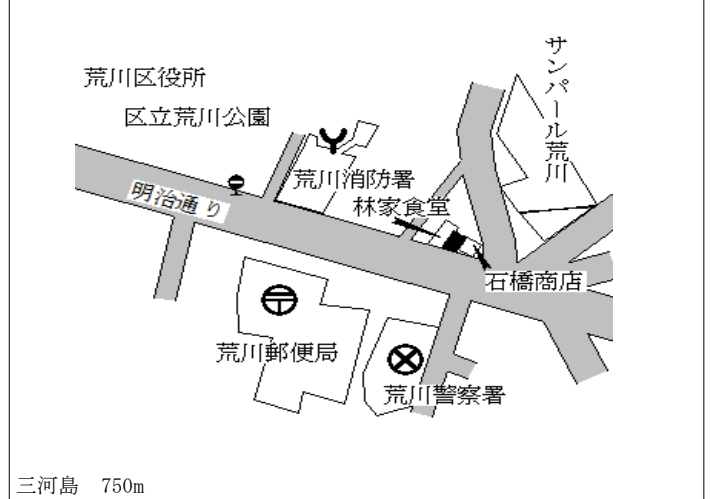 サンパール荒川
荒川区役所
区立荒川公園
荒川消防署
明治通り
林家食堂
石橋商店
荒川郵便局
荒川警察署
三河島　750m